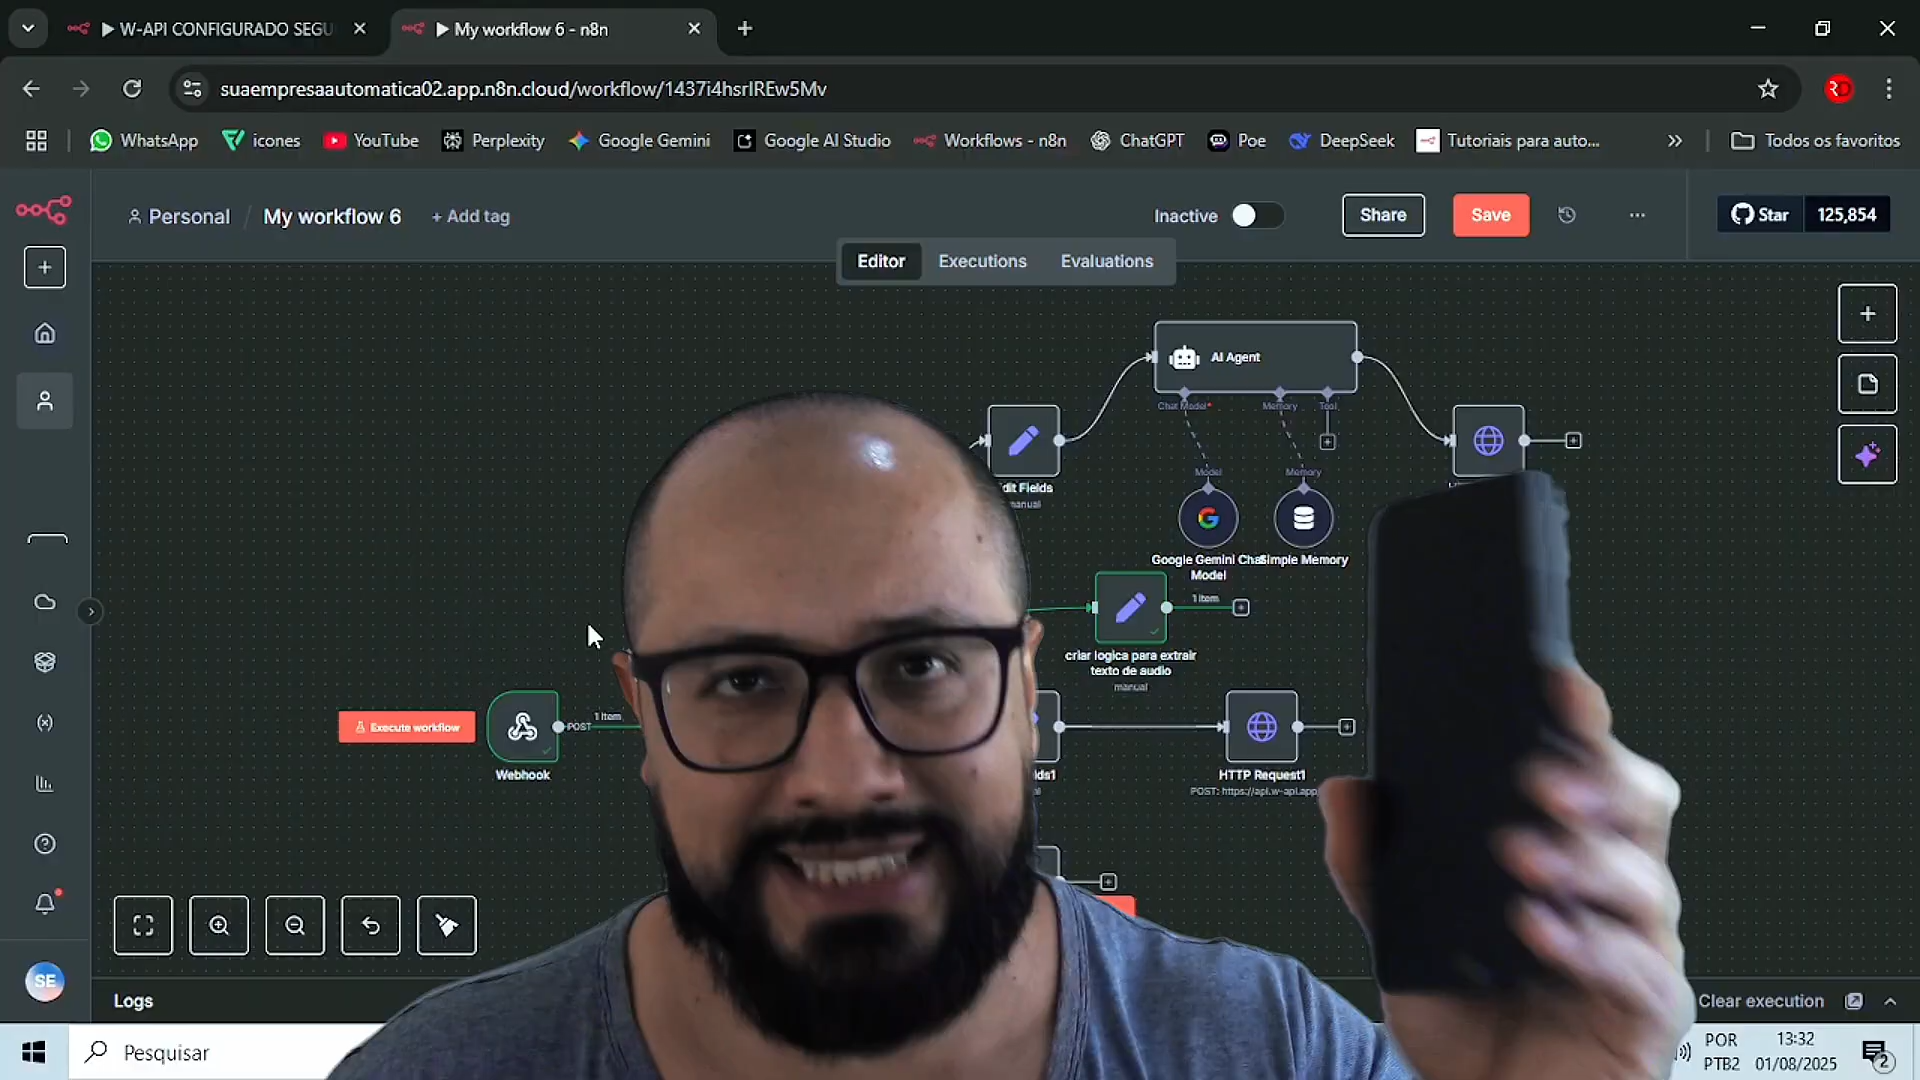 ▶ W-API CONFIGURADO SEGU
▶ My workflow 6 - n8n
suaempresaautomatica02.app.n8n.cloud/workflow/1437i4hsrlREw5Mv
WhatsApp
icones
YouTube
Perplexity
Google Gemini
Google AI Studio
Workflows - n8n
ChatGPT
Poe
DeepSeek
Tutoriais para auto...
Todos os favoritos
Personal / My workflow 6 + Add tag
Inactive
Share
Save
Star 125,854
Editor
Executions
Evaluations
AI Agent
Chat Model*
Memory
Tool
dit Fields
manual
Model
Memory
Google Gemini Chat
Model
Simple Memory
1 item
criar logica para extrair
texto de audio
manual
Execute workflow
POST
1 item
Webhook
lds1
HTTP Request1
POST: https://api.w-api.app
SE
Logs
Clear execution
Pesquisar
POR
PTB2
13:32
01/08/2025
2